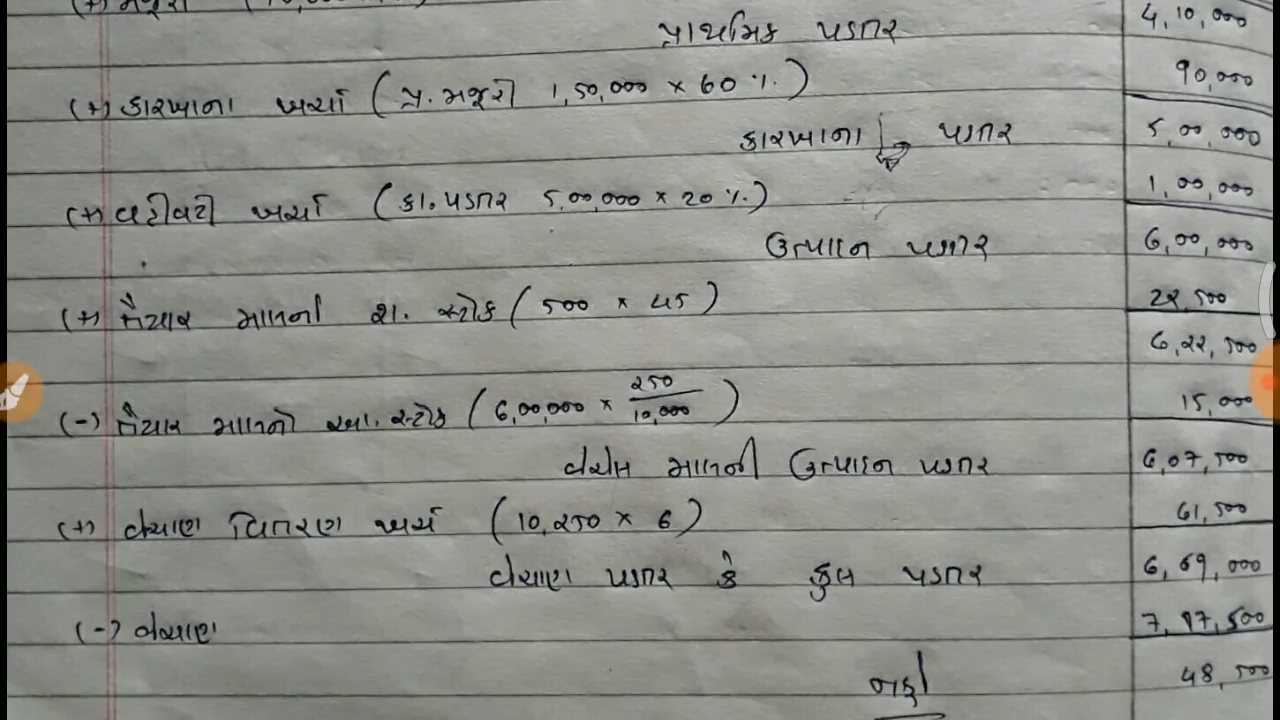 (+) મજૂરી
પ્રાથમિક પડતર 4,10,000
(+) કારખાના ખર્ચા (પ્ર. મજૂરી 1,50,000 × 60 %.) 90,000
કારખાના પડતર 5,00,000
(+) વહીવટી ખર્ચા (કા. પડતર 5,00,000 × 20 %.) 1,00,000
ઉત્પાદન પડતર 6,00,000
(+) તૈયાર માલનો શ. સ્ટોક (500 × 45) 22,500
6,22,500
(-) તૈયાર માલનો આ. સ્ટોક (6,00,000 × 250/10,000) 15,000
વેચેલ માલની ઉત્પાદન પડતર 6,07,500
(+) વેચાણ વિતરણ ખર્ચ (10,250 × 6) 61,500
વેચાણ પડતર કે કુલ પડતર 6,69,000
(-) વેચાણ 7,17,500
નફો 48,500